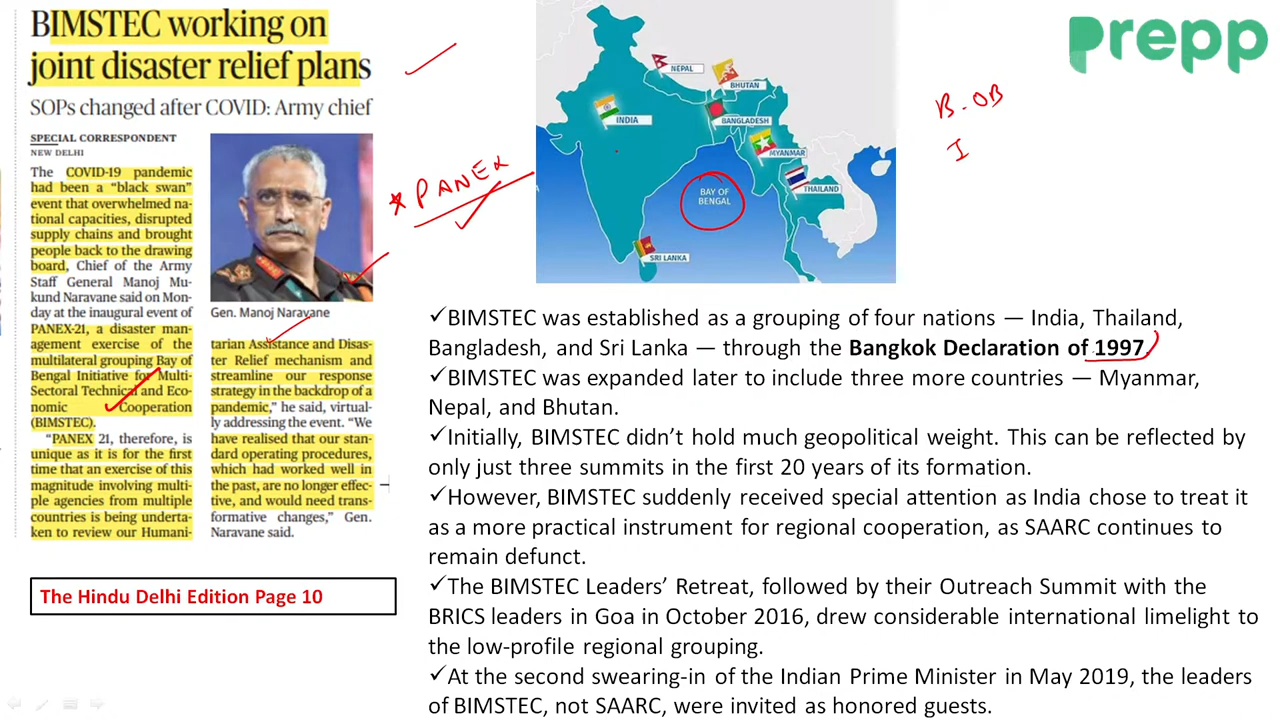 BIMSTEC working on
joint disaster relief plans
SOPs changed after COVID: Army chief
SPECIAL CORRESPONDENT
NEW DELHI
The COVID-19 pandemic
had been a “black swan”
event that overwhelmed na-
tional capacities, disrupted
supply chains and brought
people back to the drawing
board, Chief of the Army
Staff General Manoj Mu-
kund Naravane said on Mon-
day at the inaugural event of
PANEX-21, a disaster man-
agement exercise of the
multilateral grouping Bay of
Bengal Initiative for Multi-
Sectoral Technical and Eco-
nomic Cooperation
(BIMSTEC).
“PANEX 21, therefore, is
unique as it is for the first
time that an exercise of this
magnitude involving multi-
ple agencies from multiple
countries is being underta-
ken to review our Humani-
Gen. Manoj Naravane
tarian Assistance and Disas-
ter Relief mechanism and
streamline our response
strategy in the backdrop of a
pandemic,” he said, virtual-
ly addressing the event. “We
have realised that our stan-
dard operating procedures,
which had worked well in
the past, are no longer effec-
tive, and would need trans-
formative changes,” Gen.
Naravane said.
The Hindu Delhi Edition Page 10
PANEX
NEPAL
BHUTAN
INDIA
BANGLADESH
MYANMAR
THAILAND
BAY OF
BENGAL
SRI LANKA
prepp
B-OB
I
✓BIMSTEC was established as a grouping of four nations — India, Thailand,
Bangladesh, and Sri Lanka — through the Bangkok Declaration of 1997.
✓BIMSTEC was expanded later to include three more countries — Myanmar,
Nepal, and Bhutan.
✓Initially, BIMSTEC didn’t hold much geopolitical weight. This can be reflected by
only just three summits in the first 20 years of its formation.
✓However, BIMSTEC suddenly received special attention as India chose to treat it
as a more practical instrument for regional cooperation, as SAARC continues to
remain defunct.
✓The BIMSTEC Leaders’ Retreat, followed by their Outreach Summit with the
BRICS leaders in Goa in October 2016, drew considerable international limelight to
the low-profile regional grouping.
✓At the second swearing-in of the Indian Prime Minister in May 2019, the leaders
of BIMSTEC, not SAARC, were invited as honored guests.